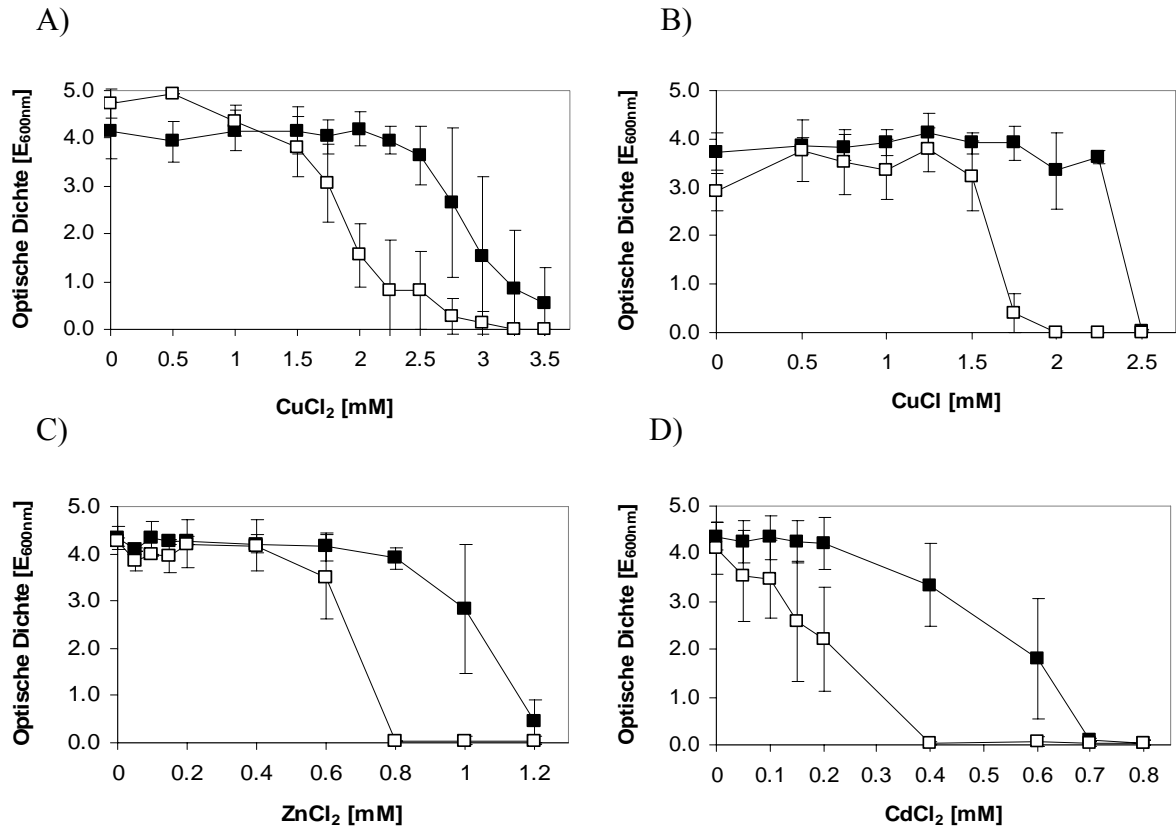 A)
B)
Optische Dichte [E600nm]
5.0
4.0
3.0
2.0
1.0
0.0
0 0.5 1 1.5 2 2.5 3 3.5
CuCl2 [mM]
Optische Dichte [E600nm]
5.0
4.0
3.0
2.0
1.0
0.0
0 0.5 1 1.5 2 2.5
CuCl [mM]
C)
D)
Optische Dichte [E600nm]
5.0
4.0
3.0
2.0
1.0
0.0
0 0.2 0.4 0.6 0.8 1 1.2
ZnCl2 [mM]
Optische Dichte [E600nm]
5.0
4.0
3.0
2.0
1.0
0.0
0 0.1 0.2 0.4 0.6 0.7 0.8
CdCl2 [mM]